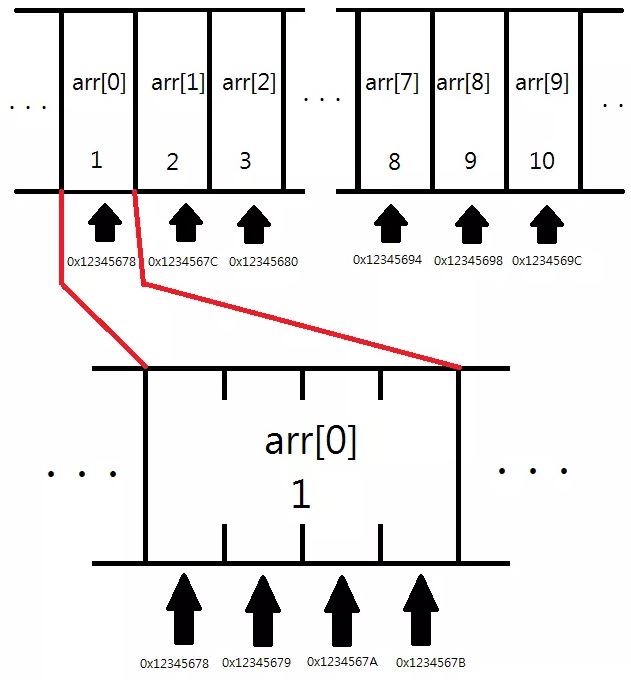 arr[0] arr[1] arr[2] arr[7] arr[8] arr[9]
. . . . . . . .
1 2 3 8 9 10
0x12345678 0x1234567C 0x12345680 0x12345694 0x12345698 0x1234569C
arr[0]
. . . . . .
1
0x12345678 0x12345679 0x1234567A 0x1234567B